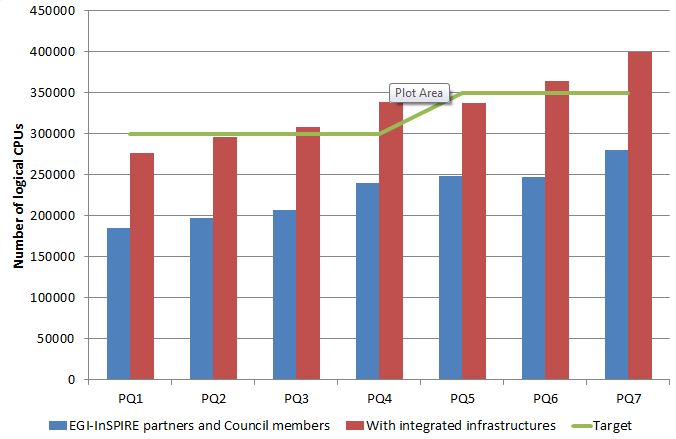 450000
400000
350000
300000
250000
200000
150000
100000
50000
0
Number of logical CPUs
Plot Area
PQ1 PQ2 PQ3 PQ4 PQ5 PQ6 PQ7
EGI-InSPIRE partners and Council members With integrated infrastructures Target